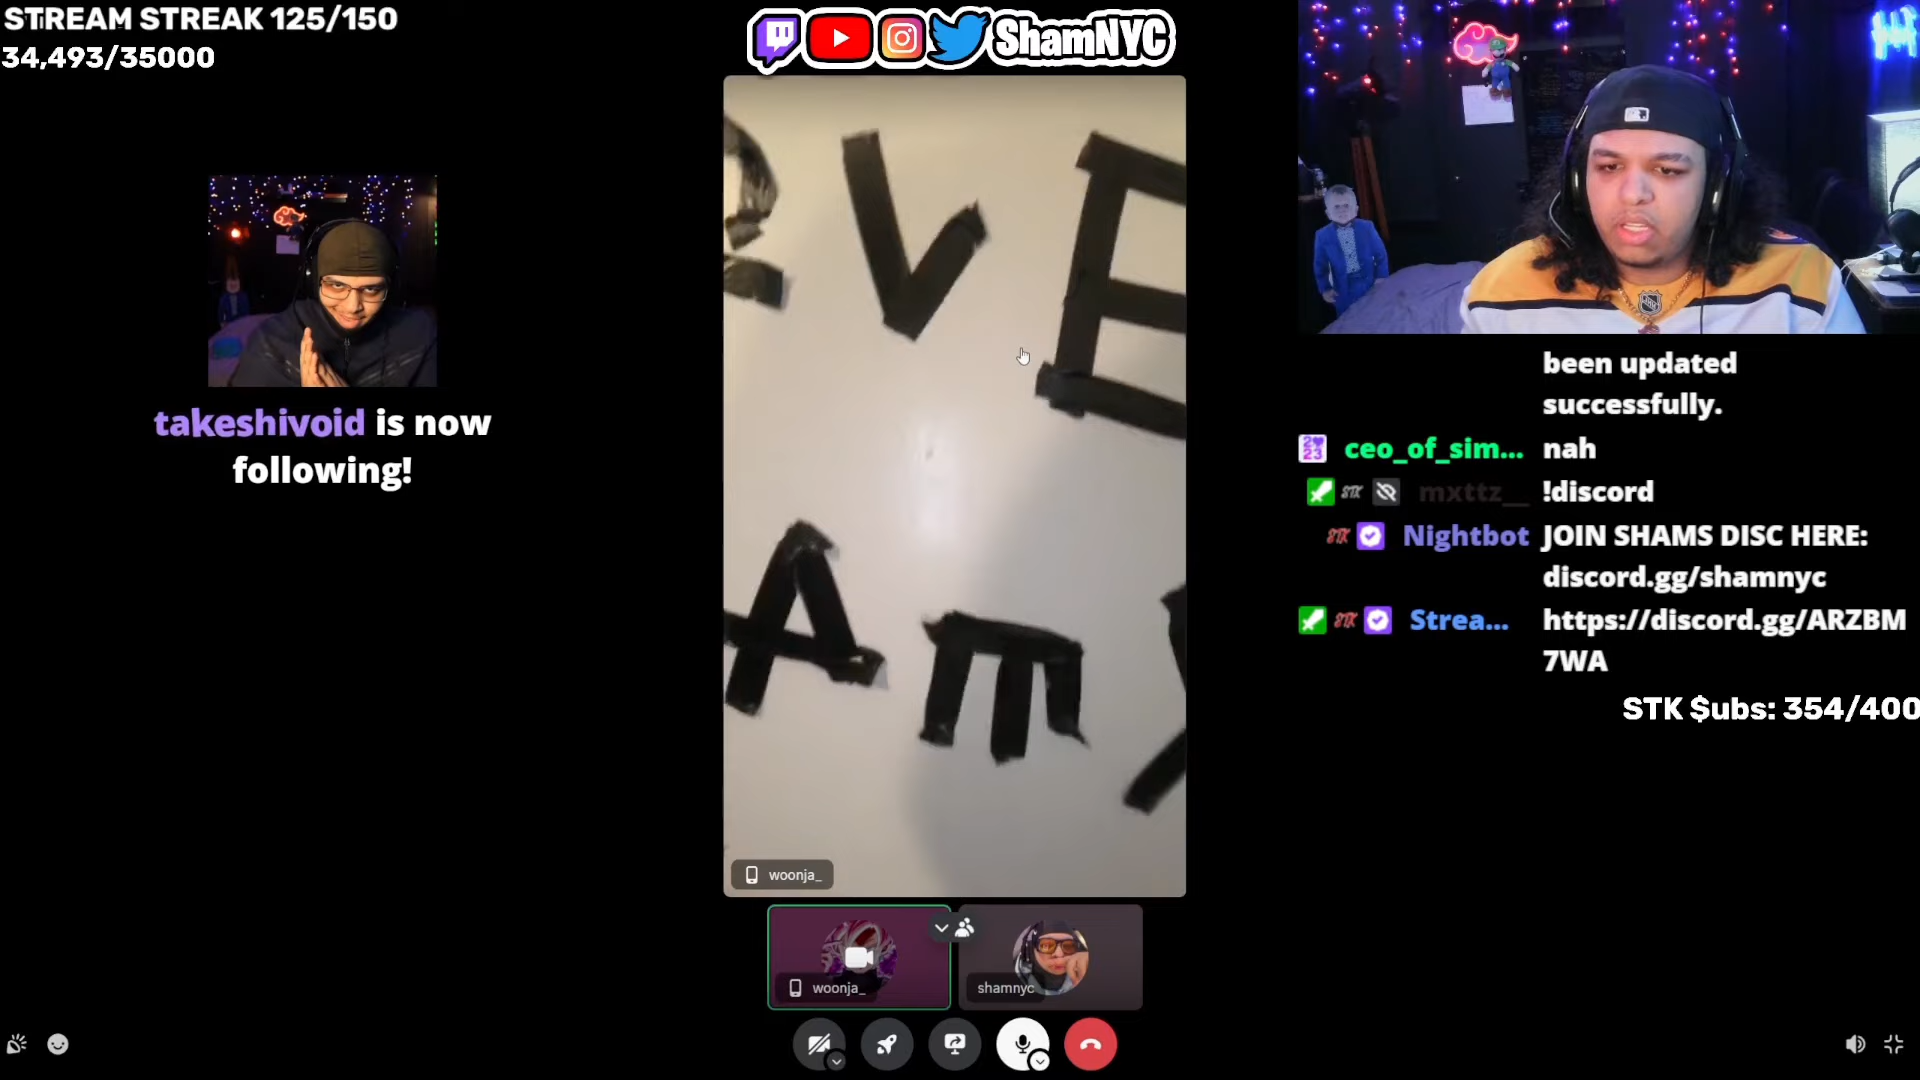 STREAM STREAK 125/150
34,493/35000
ShamNYC
VE
Am
woonja_
takeshivoid is now
following!
been updated
successfully.
ceo_of_sim... nah
mxttz__ !discord
Nightbot JOIN SHAMS DISC HERE:
discord.gg/shamnyc
Strea... https://discord.gg/ARZBM
7WA
STK $ubs: 354/400
woonja_
shamnyc